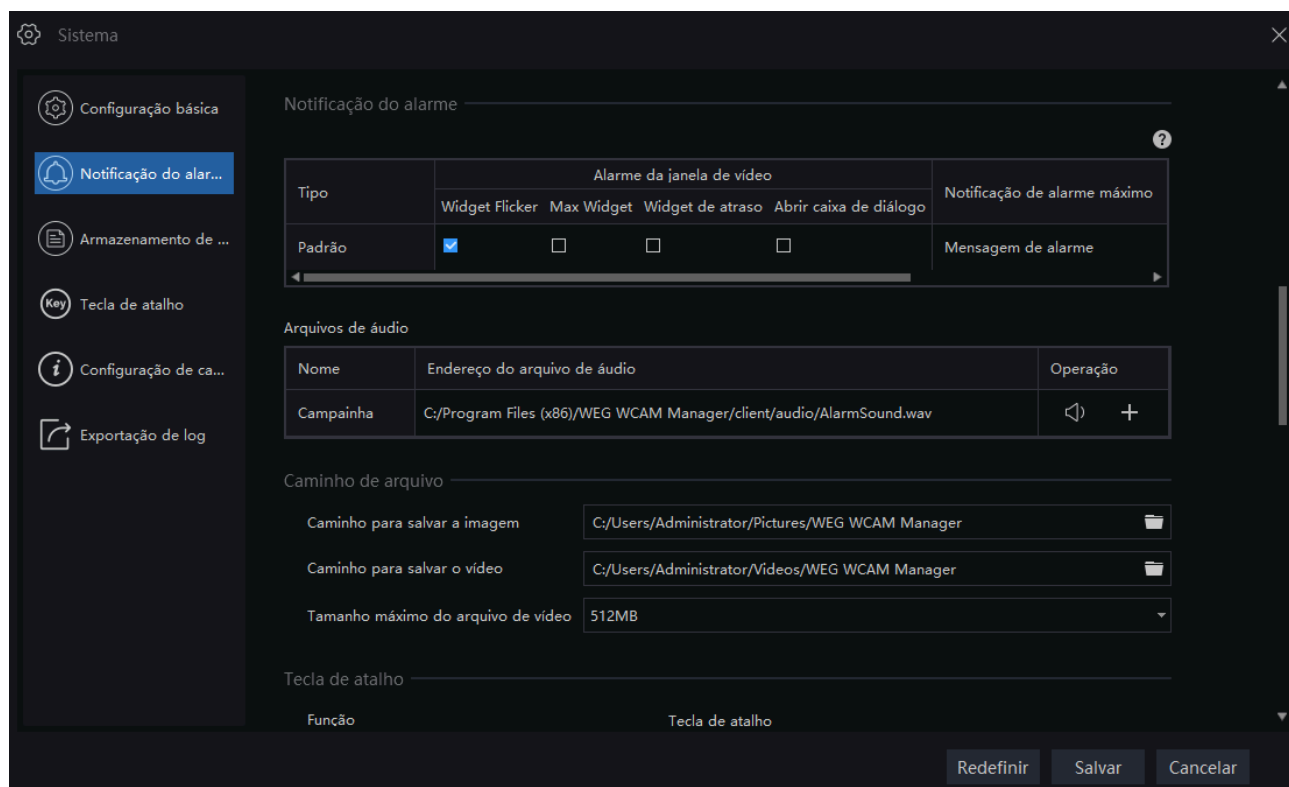 Sistema
Configuração básica
Notificação do alar...
Armazenamento de ...
Key
Tecla de atalho
i
Configuração de ca...
Exportação de log
Notificação do alarme
?
Tipo
Alarme da janela de vídeo
Notificação de alarme máximo
Widget Flicker Max Widget Widget de atraso Abrir caixa de diálogo
Padrão
Mensagem de alarme
Arquivos de áudio
Nome Endereço do arquivo de áudio Operação
Campainha C:/Program Files (x86)/WEG WCAM Manager/client/audio/AlarmSound.wav
Caminho de arquivo
Caminho para salvar a imagem C:/Users/Administrator/Pictures/WEG WCAM Manager
Caminho para salvar o vídeo C:/Users/Administrator/Videos/WEG WCAM Manager
Tamanho máximo do arquivo de vídeo 512MB
Tecla de atalho
Função Tecla de atalho
Redefinir Salvar Cancelar